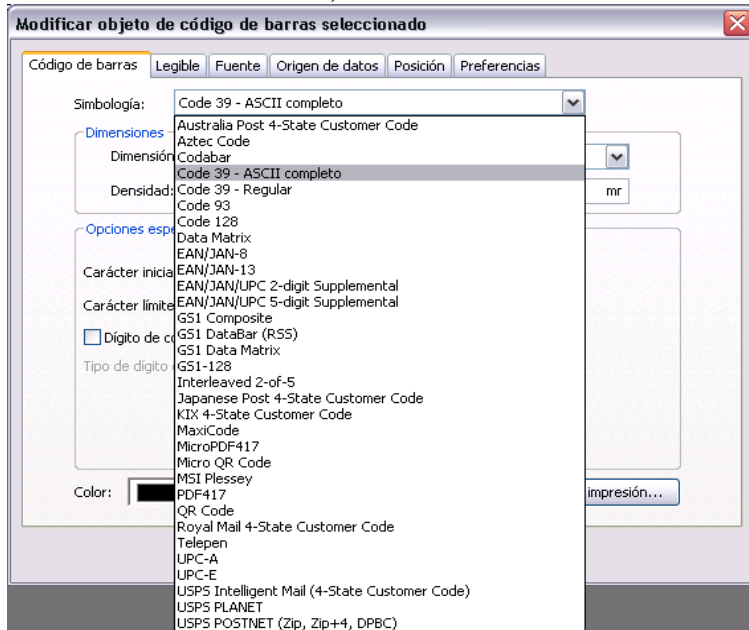 Modificar objeto de código de barras seleccionado
Código de barras Legible Fuente Origen de datos Posición Preferencias
Simbología: Code 39 - ASCII completo
Dimensiones
Dimensión
Densidad: mr
Opciones espe
Carácter inicia
Carácter límite
Dígito de co
Tipo de dígito
Color: impresión...
Australia Post 4-State Customer Code
Aztec Code
Codabar
Code 39 - ASCII completo
Code 39 - Regular
Code 93
Code 128
Data Matrix
EAN/JAN-8
EAN/JAN-13
EAN/JAN/UPC 2-digit Supplemental
EAN/JAN/UPC 5-digit Supplemental
GS1 Composite
GS1 DataBar (RSS)
GS1 Data Matrix
GS1-128
Interleaved 2-of-5
Japanese Post 4-State Customer Code
KIX 4-State Customer Code
MaxiCode
MicroPDF417
Micro QR Code
MSI Plessey
PDF417
QR Code
Royal Mail 4-State Customer Code
Telepen
UPC-A
UPC-E
USPS Intelligent Mail (4-State Customer Code)
USPS PLANET
USPS POSTNET (Zip, Zip+4, DPBC)